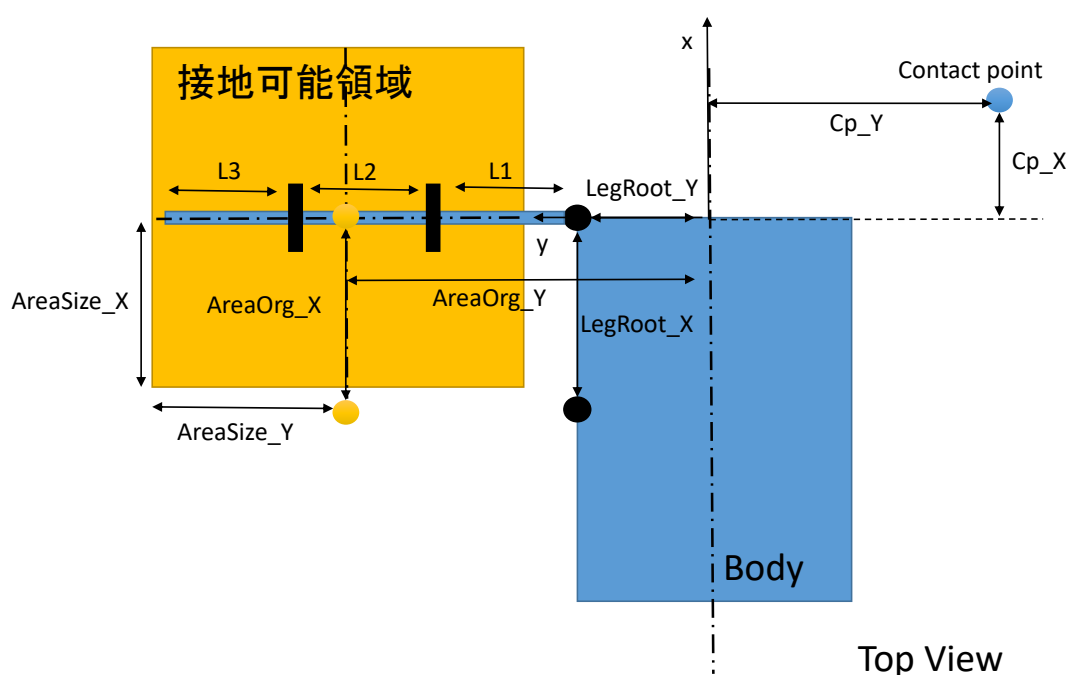 x
接地可能領域
Contact point
Cp_Y
Cp_X
L3
L2
L1
LegRoot_Y
y
AreaSize_X
AreaOrg_X
AreaOrg_Y
LegRoot_X
AreaSize_Y
Body
Top View